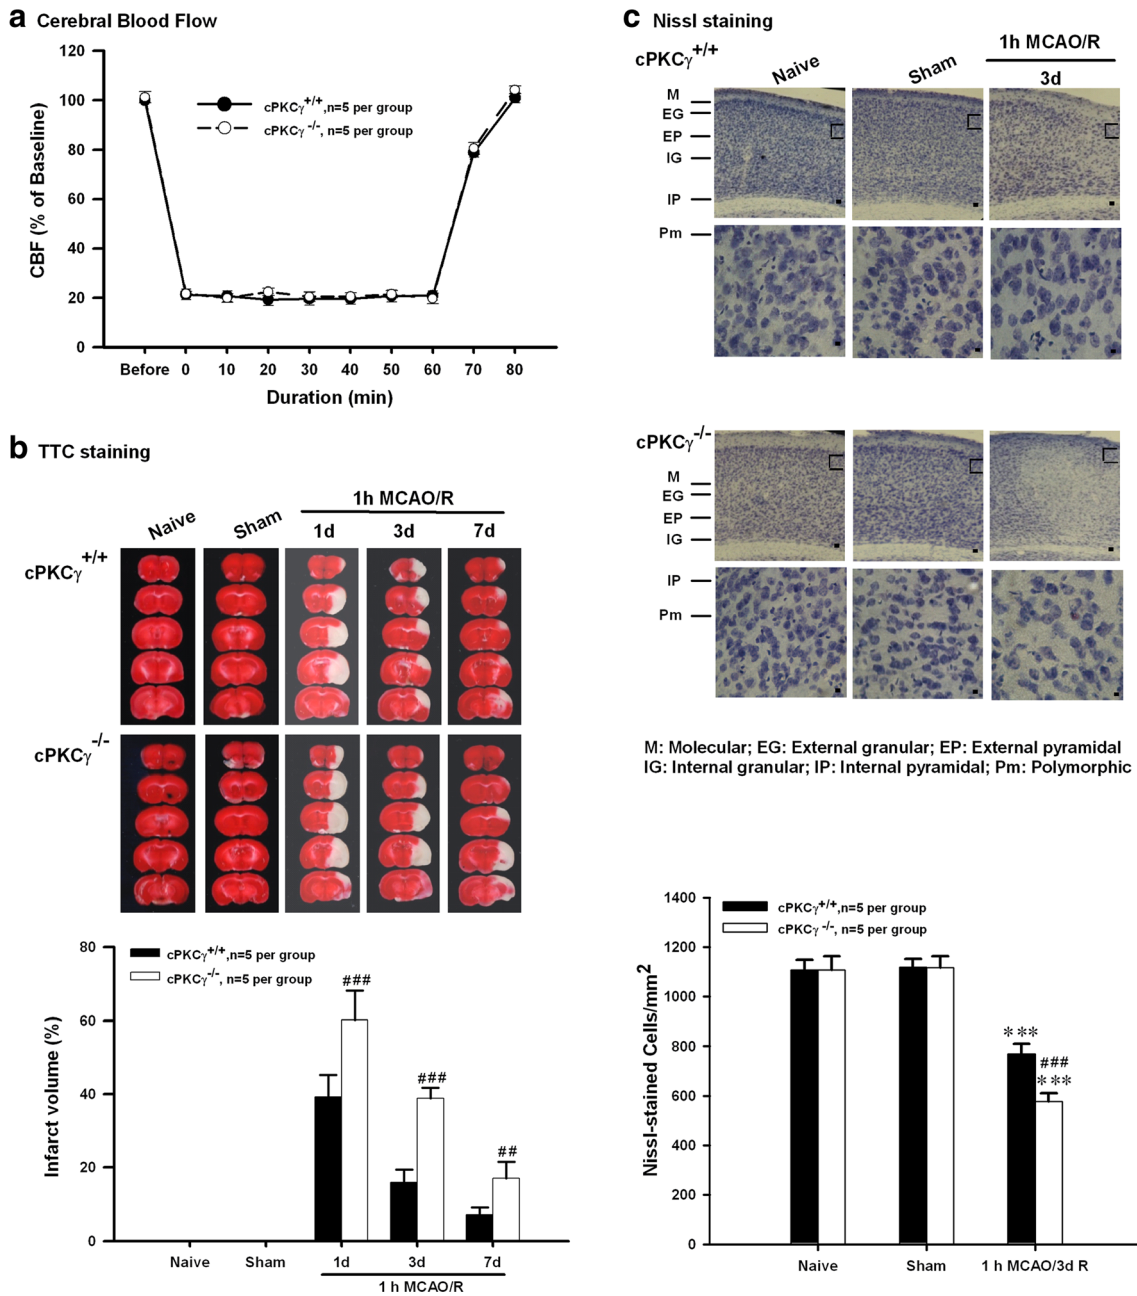 a Cerebral Blood Flow
120
100
80
60
40
20
0
CBF (% of Baseline)
cPKCγ+/+,n=5 per group
cPKCγ -/-, n=5 per group
Before 0 10 20 30 40 50 60 70 80
Duration (min)
b TTC staining
1h MCAO/R
Naive Sham 1d 3d 7d
cPKCγ+/+
cPKCγ-/-
80
60
40
20
0
Infarct volume (%)
cPKCγ+/+,n=5 per group
cPKCγ-/-, n=5 per group
###
###
##
Naive Sham 1d 3d 7d
1 h MCAO/R
c Nissl staining
1h MCAO/R
cPKCγ+/+ Naive Sham 3d
M
EG
EP
IG
IP
Pm
cPKCγ-/-
M
EG
EP
IG
IP
Pm
M: Molecular; EG: External granular; EP: External pyramidal
IG: Internal granular; IP: Internal pyramidal; Pm: Polymorphic
1400
1200
1000
800
600
400
200
0
Nissl-stained Cells/mm2
cPKCγ+/+,n=5 per group
cPKCγ -/-, n=5 per group
***
###
***
Naive Sham 1 h MCAO/3d R